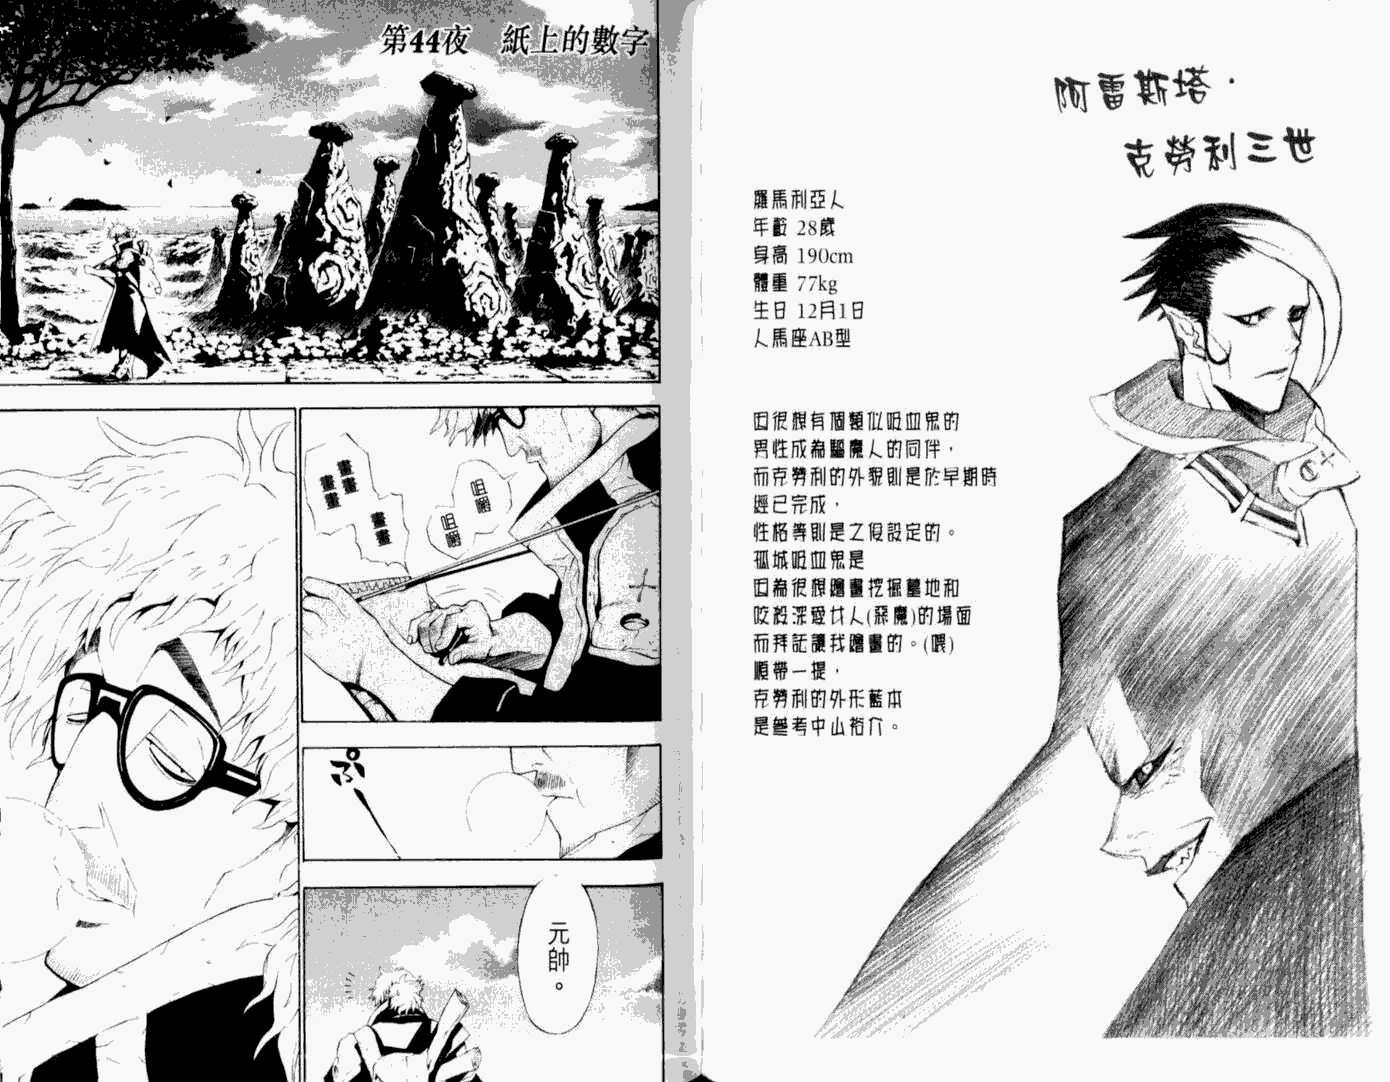 阿雷斯塔・
克勞利三世
羅馬利亞人
年齡 28歲
身高 190cm
體重 77kg
生日 12月1日
人馬座AB型
因很想有個類似吸血鬼的
男性成為驅魔人的同伴，
而克勞利的外貌則是於早期時
經已完成，
性格等則是之後設定的。
孤城吸血鬼是
因為很想繪畫挖掘墓地和
咬殺深愛女人(惡魔)的場面
而拜託讓我繪畫的。(喂)
順帶一提，
克勞利的外形藍本
是參考中山裕介。
第44夜　紙上的數字
咀嚼
咀嚼
畫畫
畫畫
畫畫
ぷーっ
元帥。